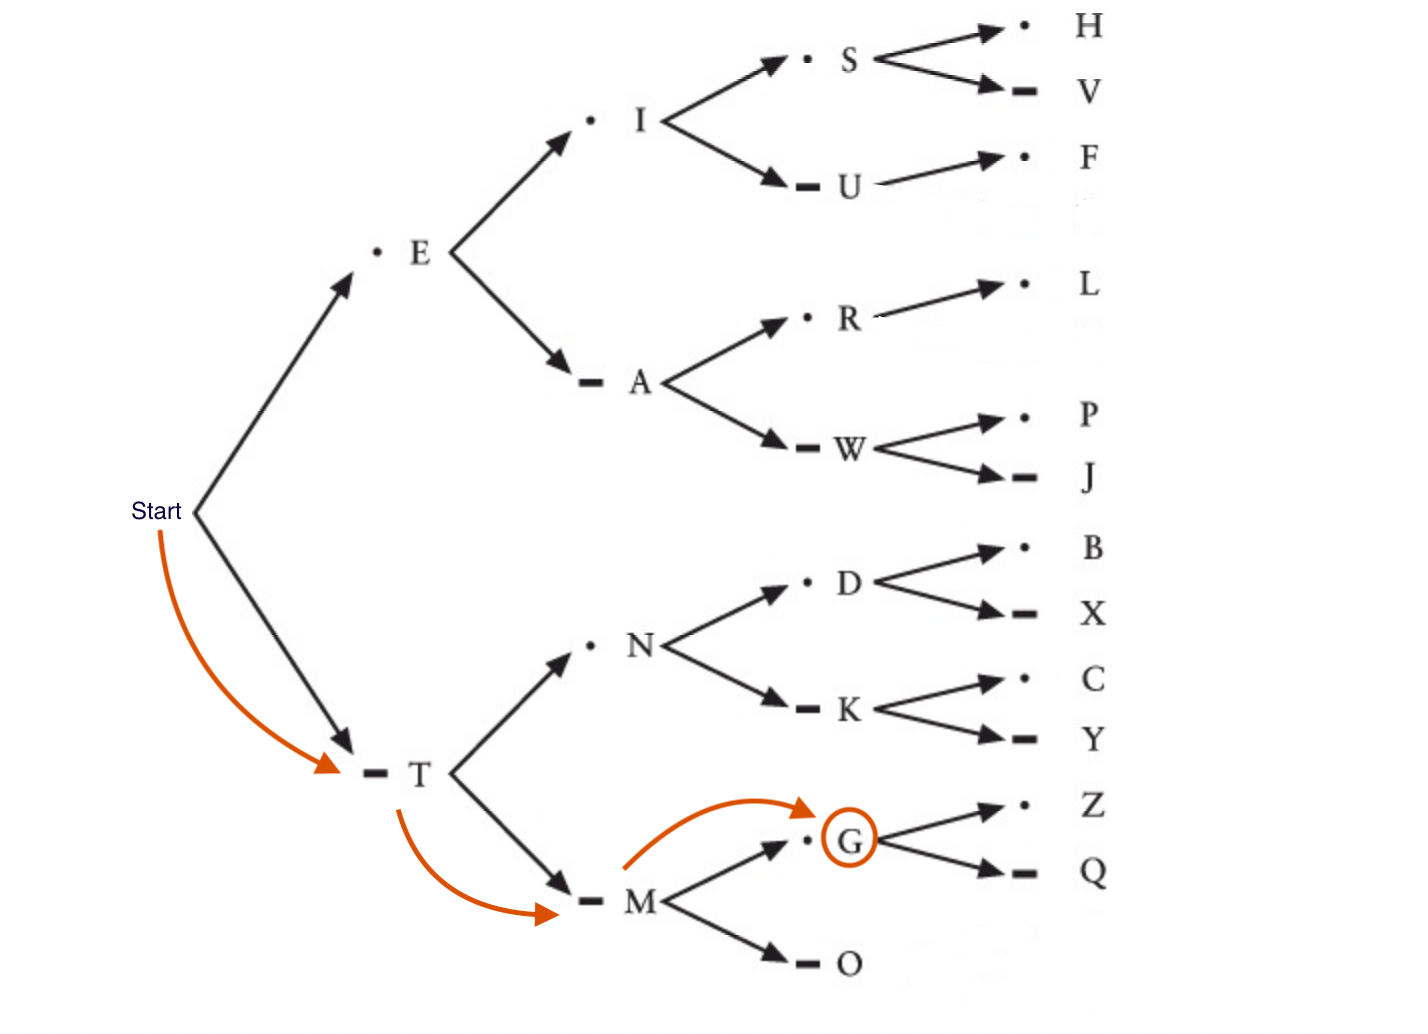 · H
· S
– V
· I
· F
– U
· E
· L
· R
– A
· P
– W
– J
Start
· B
· D
– X
· N
· C
– K
– Y
– T
· Z
· G
– Q
– M
– O